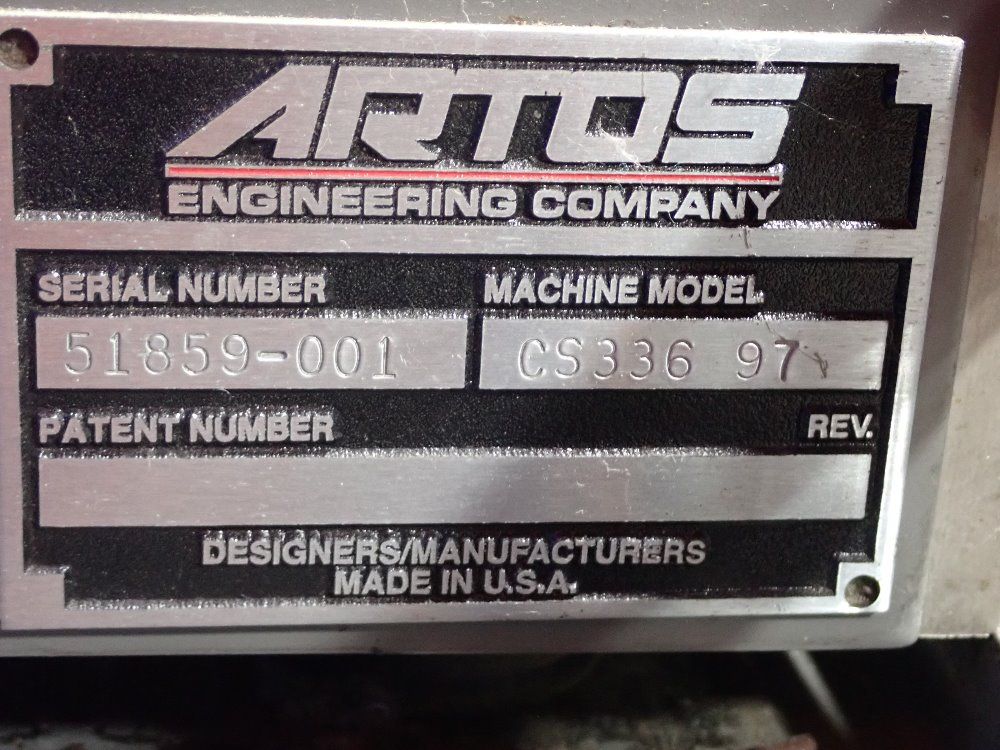 ARTOS
ENGINEERING COMPANY
SERIAL NUMBER MACHINE MODEL
51859-001 CS336 97
PATENT NUMBER REV.
DESIGNERS/MANUFACTURERS
MADE IN U.S.A.